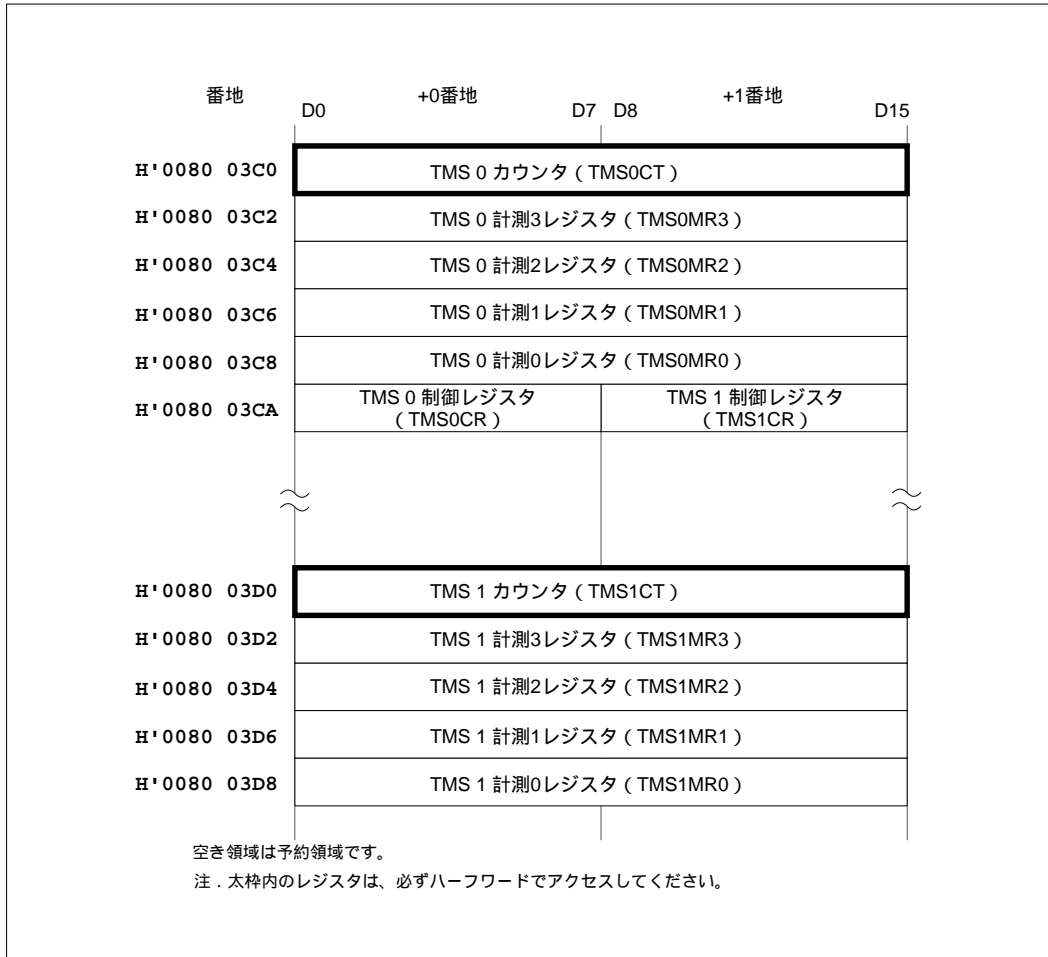 番地 +0番地 +1番地
D0 D7 D8 D15
H'0080 03C0 TMS 0 カウンタ（TMS0CT）
H'0080 03C2 TMS 0 計測3レジスタ（TMS0MR3）
H'0080 03C4 TMS 0 計測2レジスタ（TMS0MR2）
H'0080 03C6 TMS 0 計測1レジスタ（TMS0MR1）
H'0080 03C8 TMS 0 計測0レジスタ（TMS0MR0）
TMS 0 制御レジスタ TMS 1 制御レジスタ
H'0080 03CA （TMS0CR） （TMS1CR）
H'0080 03D0 TMS 1 カウンタ（TMS1CT）
H'0080 03D2 TMS 1 計測3レジスタ（TMS1MR3）
H'0080 03D4 TMS 1 計測2レジスタ（TMS1MR2）
H'0080 03D6 TMS 1 計測1レジスタ（TMS1MR1）
H'0080 03D8 TMS 1 計測0レジスタ（TMS1MR0）
空き領域は予約領域です。
注．太枠内のレジスタは、必ずハーフワードでアクセスしてください。